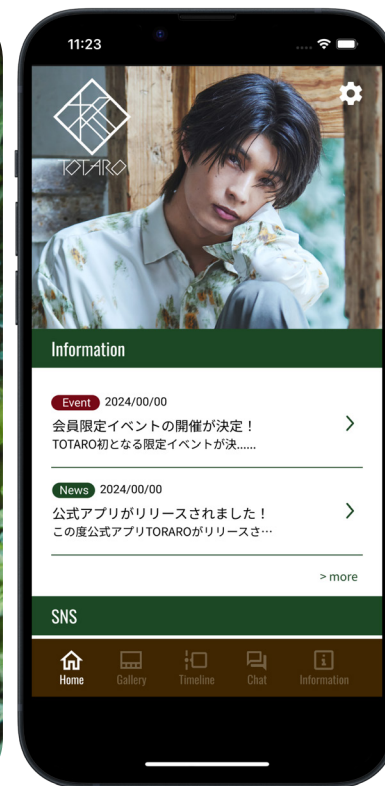 11:23
TOTARO
Information
Event 2024/00/00
会員限定イベントの開催が決定！
TOTARO初となる限定イベントが決......
News 2024/00/00
公式アプリがリリースされました！
この度公式アプリTORAROがリリースさ…
> more
SNS
Home Gallery Timeline Chat Information